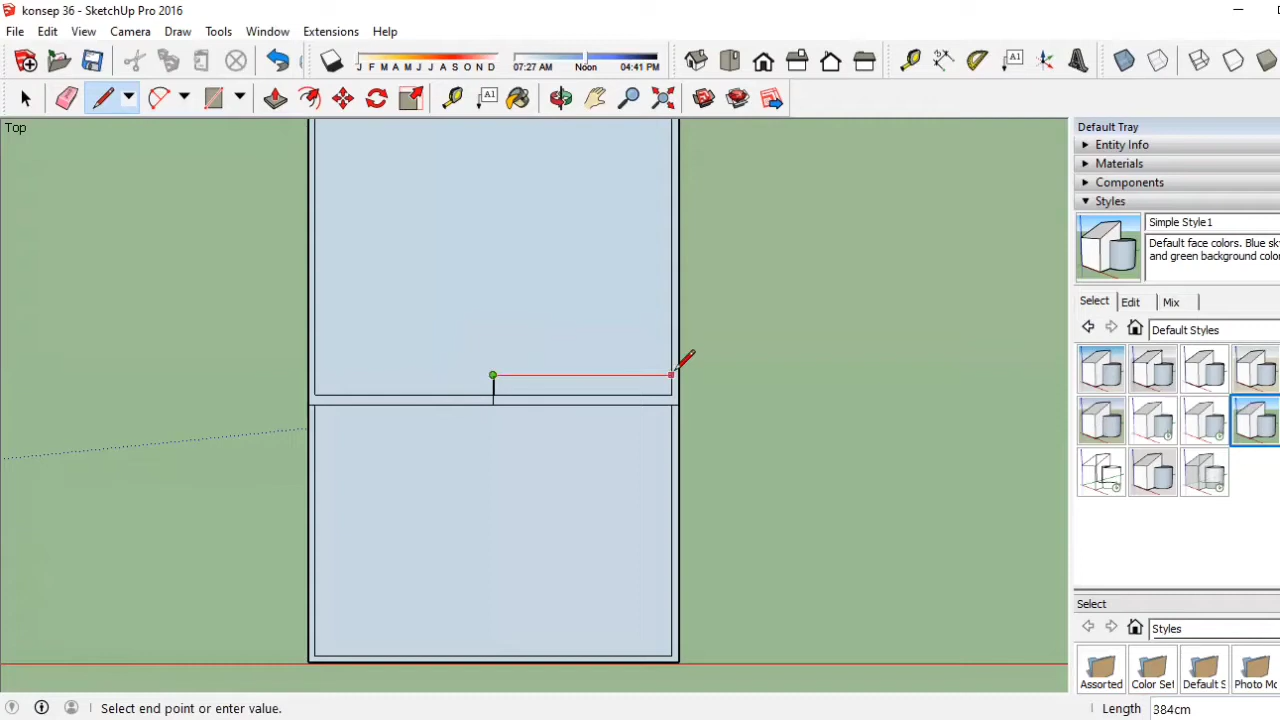 konsep 36 - SketchUp Pro 2016
File Edit View Camera Draw Tools Window Extensions Help
J F M A M J J A S O N D 07:27 AM Noon 04:41 PM A1
A1
Top
Default Tray
Entity Info
Materials
Components
Styles
Simple Style1
Default face colors. Blue sk
and green background colo
Select Edit Mix
Default Styles
Select
Styles
Assorted Color Set Default S Photo Mo
Select end point or enter value.
Length 384cm